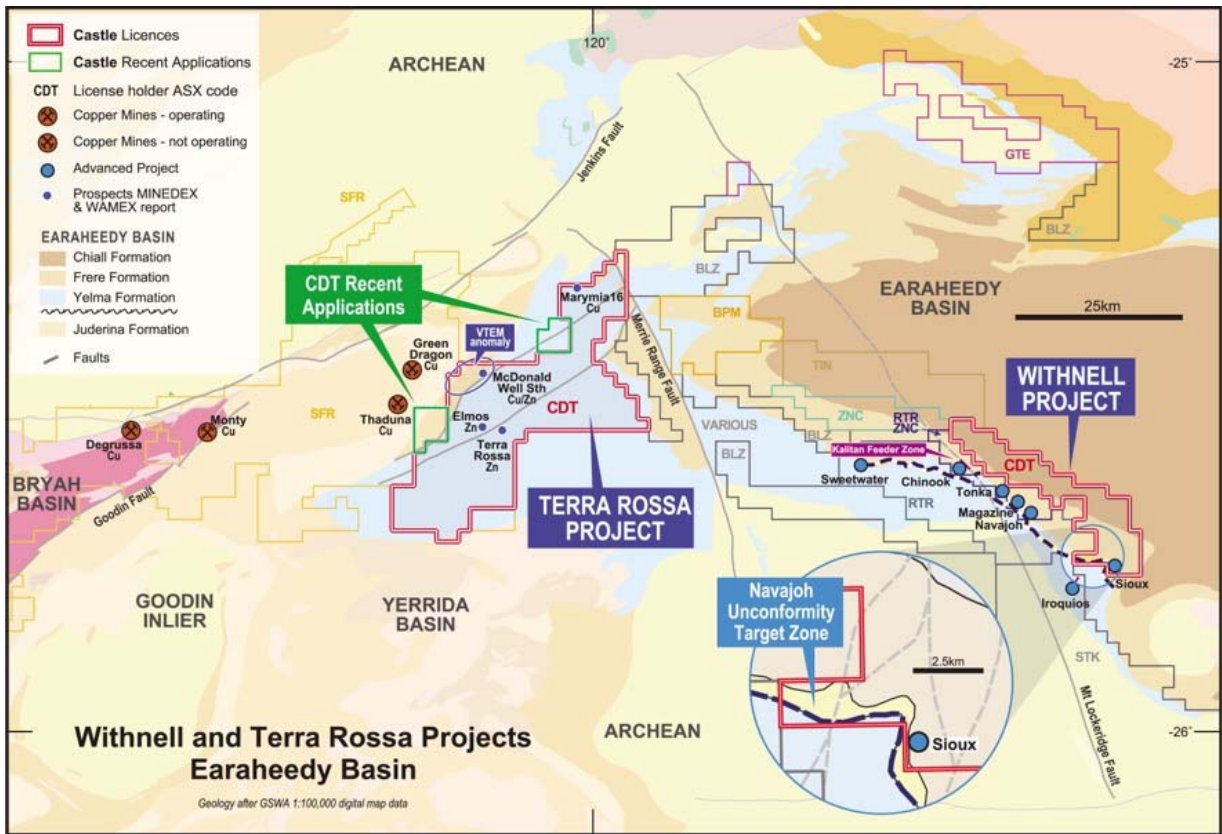 Castle Licences
Castle Recent Applications
CDT License holder ASX code
Copper Mines - operating
Copper Mines - not operating
Advanced Project
Prospects MINEDEX
& WAMEX report
EARAHEEDY BASIN
Chiall Formation
Frere Formation
Yelma Formation
Juderina Formation
Faults
120°
-25°
ARCHEAN
Jenkins Fault
SFR
GTE
BLZ
BLZ
CDT Recent
Applications
Marymia16
Cu
EARAHEEDY
BASIN
25km
BPM
Merrie Range Fault
VTEM
anomaly
Green
Dragon
Cu
McDonald
Well Sth
Cu/Zn
TIN
WITHNELL
PROJECT
SFR
Thaduna
Cu
Elmos
Zn
CDT
Terra
Rossa
Zn
ZNC
RTR
ZNC
VARIOUS
BLZ
BLZ
Kalitan Feeder Zone
CDT
Degrussa
Cu
Monty
Cu
BRYAH
BASIN
Goodin Fault
TERRA ROSSA
PROJECT
Sweetwater
Chinook
Tonka
RTR
Magazine
Navajoh
Sioux
Iroquios
GOODIN
INLIER
YERRIDA
BASIN
Navajoh
Unconformity
Target Zone
2.5km
Sioux
STK
Mt Lockeridge Fault
ARCHEAN
-26°
Withnell and Terra Rossa Projects
Earaheedy Basin
Geology after GSWA 1:100,000 digital map data